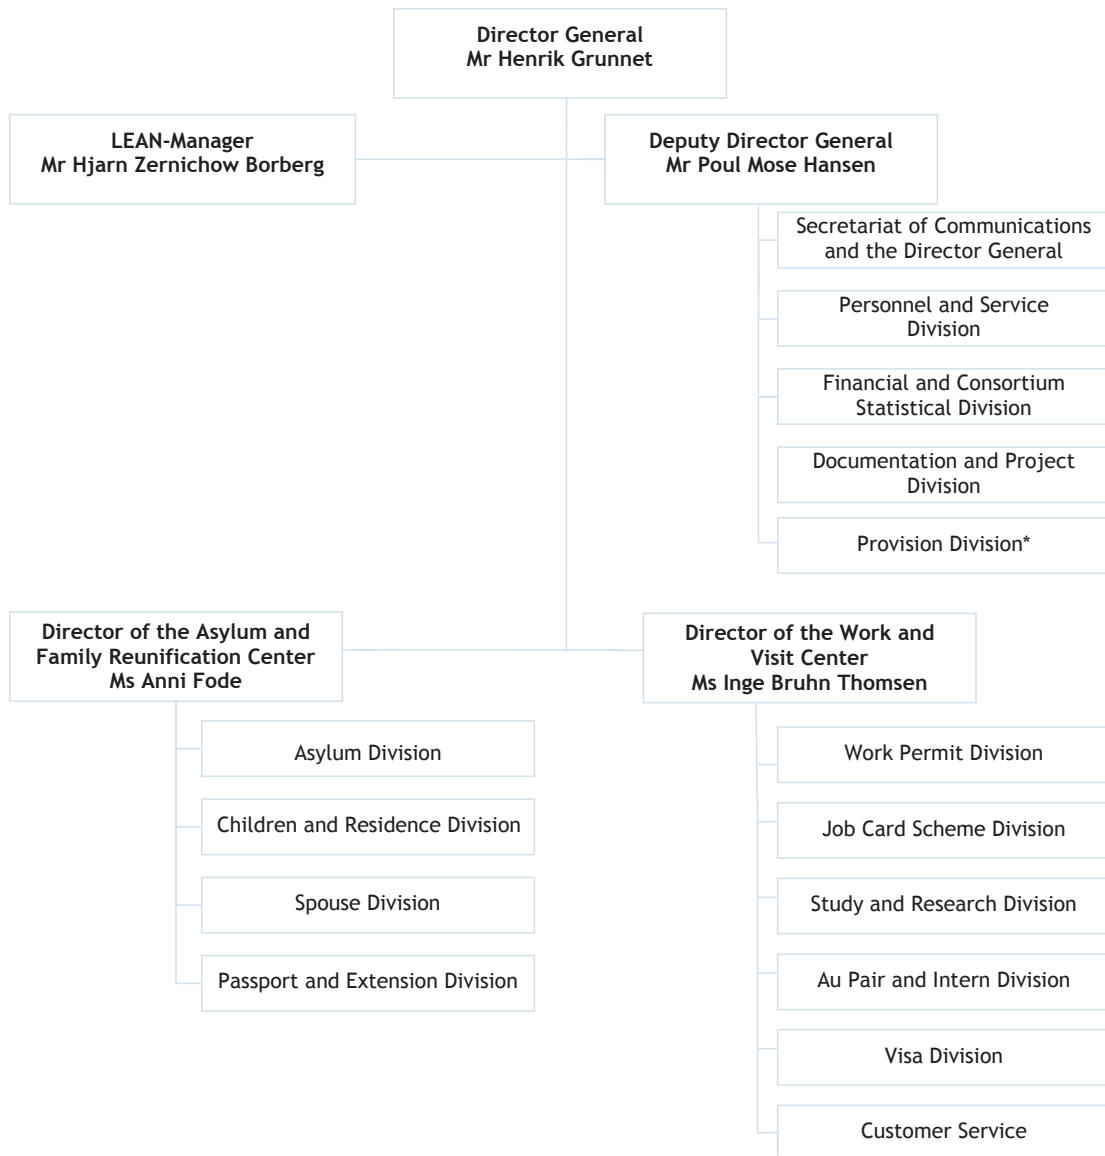 Director General
Mr Henrik Grunnet
LEAN-Manager
Mr Hjarn Zernichow Borberg
Deputy Director General
Mr Poul Mose Hansen
Secretariat of Communications
and the Director General
Personnel and Service
Division
Financial and Consortium
Statistical Division
Documentation and Project
Division
Provision Division*
Director of the Asylum and
Family Reunification Center
Ms Anni Fode
Asylum Division
Children and Residence Division
Spouse Division
Passport and Extension Division
Director of the Work and
Visit Center
Ms Inge Bruhn Thomsen
Work Permit Division
Job Card Scheme Division
Study and Research Division
Au Pair and Intern Division
Visa Division
Customer Service